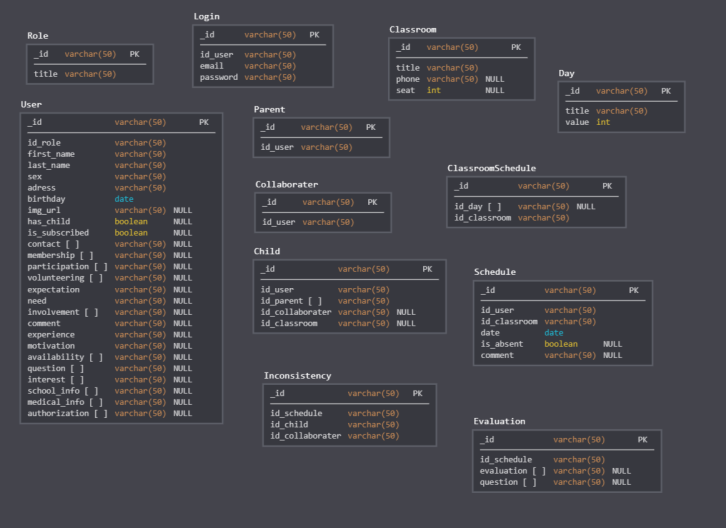 Role
_id varchar(50) PK
title varchar(50)
Login
_id varchar(50) PK
id_user varchar(50)
email varchar(50)
password varchar(50)
Classroom
_id varchar(50) PK
title varchar(50)
phone varchar(50) NULL
seat int NULL
Day
_id varchar(50) PK
title varchar(50)
value int
User
_id varchar(50) PK
id_role varchar(50)
first_name varchar(50)
last_name varchar(50)
sex varchar(50)
adress varchar(50)
birthday date
img_url varchar(50) NULL
has_child boolean NULL
is_subscribed boolean NULL
contact [ ] varchar(50) NULL
membership [ ] varchar(50) NULL
participation [ ] varchar(50) NULL
volunteering [ ] varchar(50) NULL
expectation varchar(50) NULL
need varchar(50) NULL
involvement [ ] varchar(50) NULL
comment varchar(50) NULL
experience varchar(50) NULL
motivation varchar(50) NULL
availability [ ] varchar(50) NULL
question [ ] varchar(50) NULL
interest [ ] varchar(50) NULL
school_info [ ] varchar(50) NULL
medical_info [ ] varchar(50) NULL
authorization [ ] varchar(50) NULL
Parent
_id varchar(50) PK
id_user varchar(50)
Collaborater
_id varchar(50) PK
id_user varchar(50)
ClassroomSchedule
_id varchar(50) PK
id_day [ ] varchar(50) NULL
id_classroom varchar(50)
Child
_id varchar(50) PK
id_user varchar(50)
id_parent [ ] varchar(50)
id_collaborater varchar(50) NULL
id_classroom varchar(50) NULL
Schedule
_id varchar(50) PK
id_user varchar(50)
id_classroom varchar(50)
date date
is_absent boolean NULL
comment varchar(50) NULL
Inconsistency
_id varchar(50) PK
id_schedule varchar(50)
id_child varchar(50)
id_collaborater varchar(50)
Evaluation
_id varchar(50) PK
id_schedule varchar(50)
evaluation [ ] varchar(50) NULL
question [ ] varchar(50) NULL